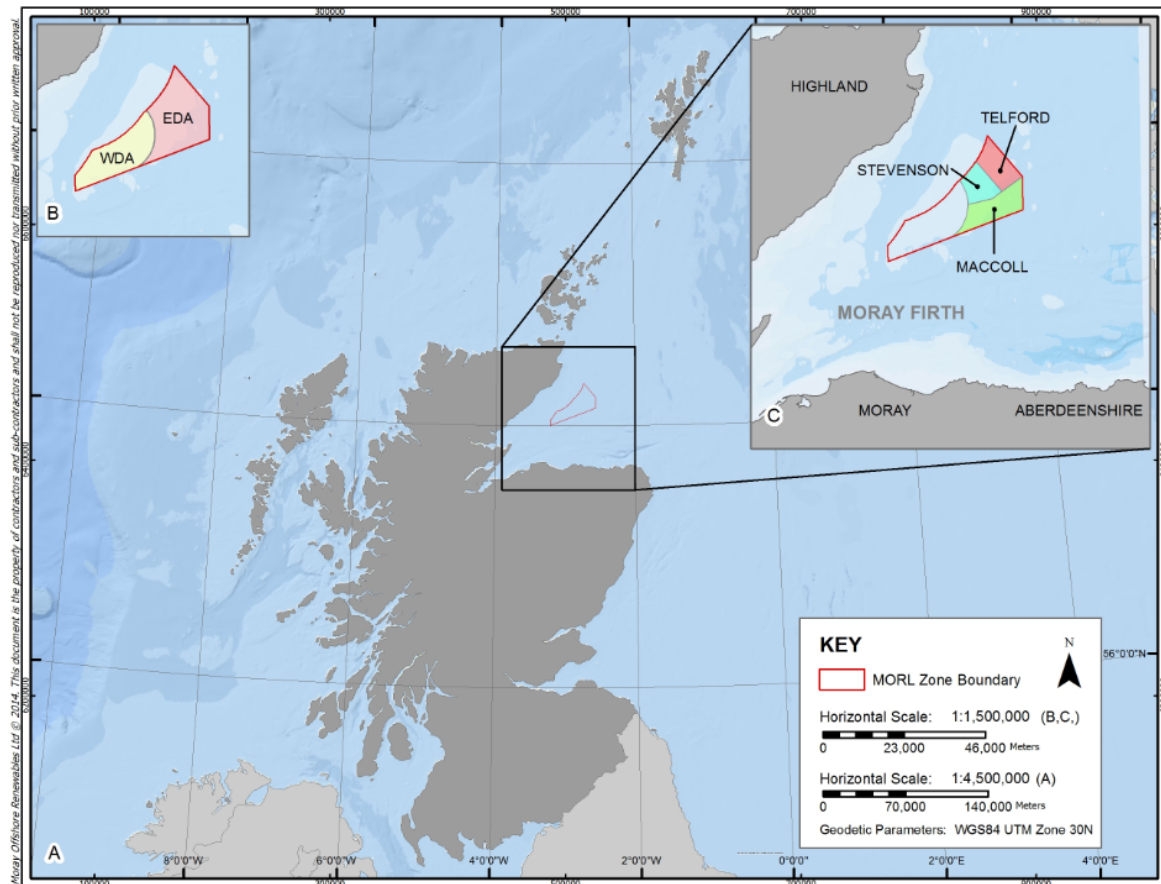 100000
300000
500000
700000
900000
Moray Offshore Renewables Ltd © 2014. This document is the property of contractors and sub-contractors and shall not be reproduced nor transmitted without prior written approval.
EDA
WDA
B
HIGHLAND
TELFORD
STEVENSON
MACCOLL
MORAY FIRTH
C
MORAY
ABERDEENSHIRE
6600000
6400000
6200000
56°0'0"N
KEY
N
MORL Zone Boundary
Horizontal Scale: 1:1,500,000 (B,C,)
0 23,000 46,000 Meters
Horizontal Scale: 1:4,500,000 (A)
0 70,000 140,000 Meters
Geodetic Parameters: WGS84 UTM Zone 30N
A
8°0'0"W
6°0'0"W
4°0'0"W
2°0'0"W
0°0'0"
2°0'0"E
4°0'0"E
100000
300000
500000
700000
900000